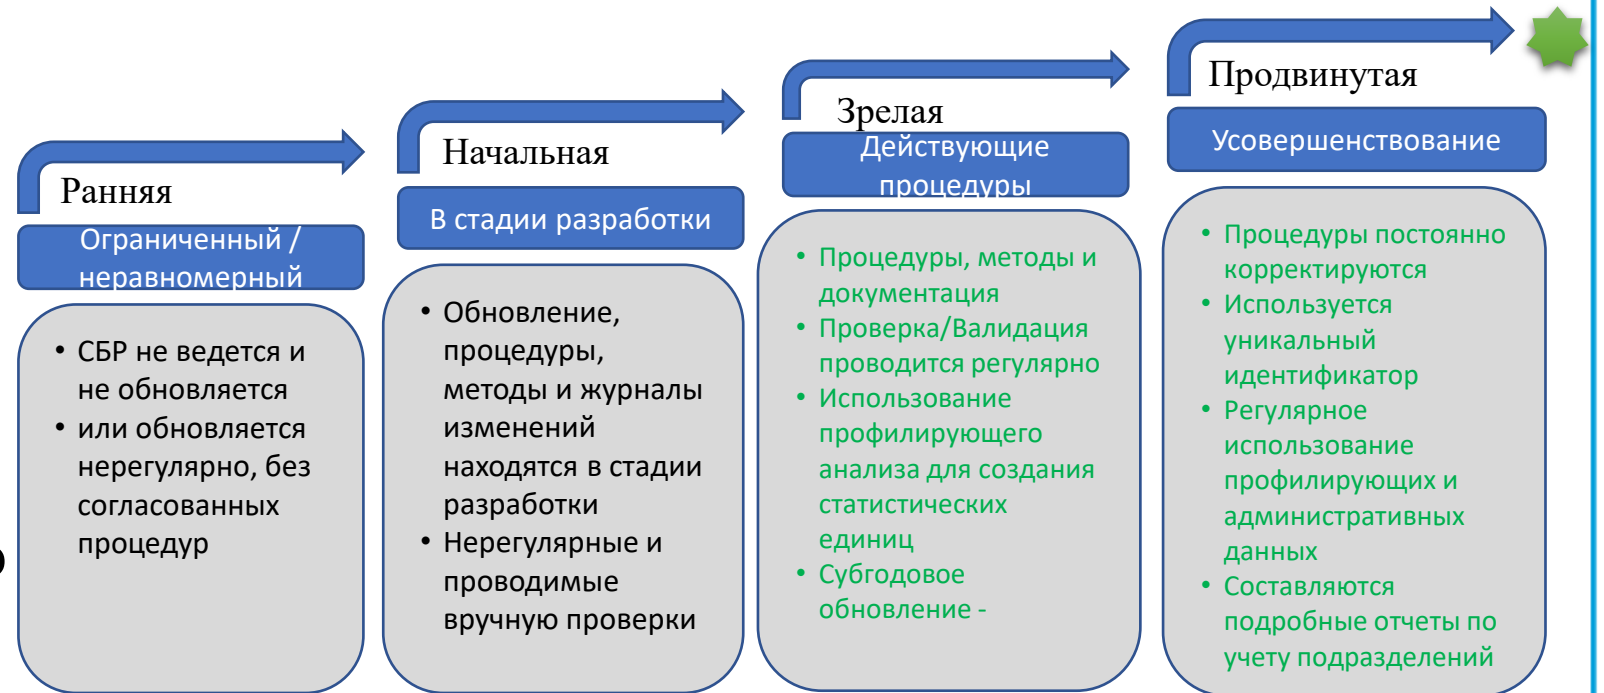 Ранняя
Ограниченный /
неравномерный
• СБР не ведется и
не обновляется
• или обновляется
нерегулярно, без
согласованных
процедур
Начальная
В стадии разработки
• Обновление,
процедуры,
методы и журналы
изменений
находятся в стадии
разработки
• Нерегулярные и
проводимые
вручную проверки
Зрелая
Действующие
процедуры
• Процедуры, методы и
документация
• Проверка/Валидация
проводится регулярно
• Использование
профилирующего
анализа для создания
статистических
единиц
• Субгодовое
обновление -
Продвинутая
Усовершенствование
• Процедуры постоянно
корректируются
• Используется
уникальный
идентификатор
• Регулярное
использование
профилирующих и
административных
данных
• Составляются
подробные отчеты по
учету подразделений